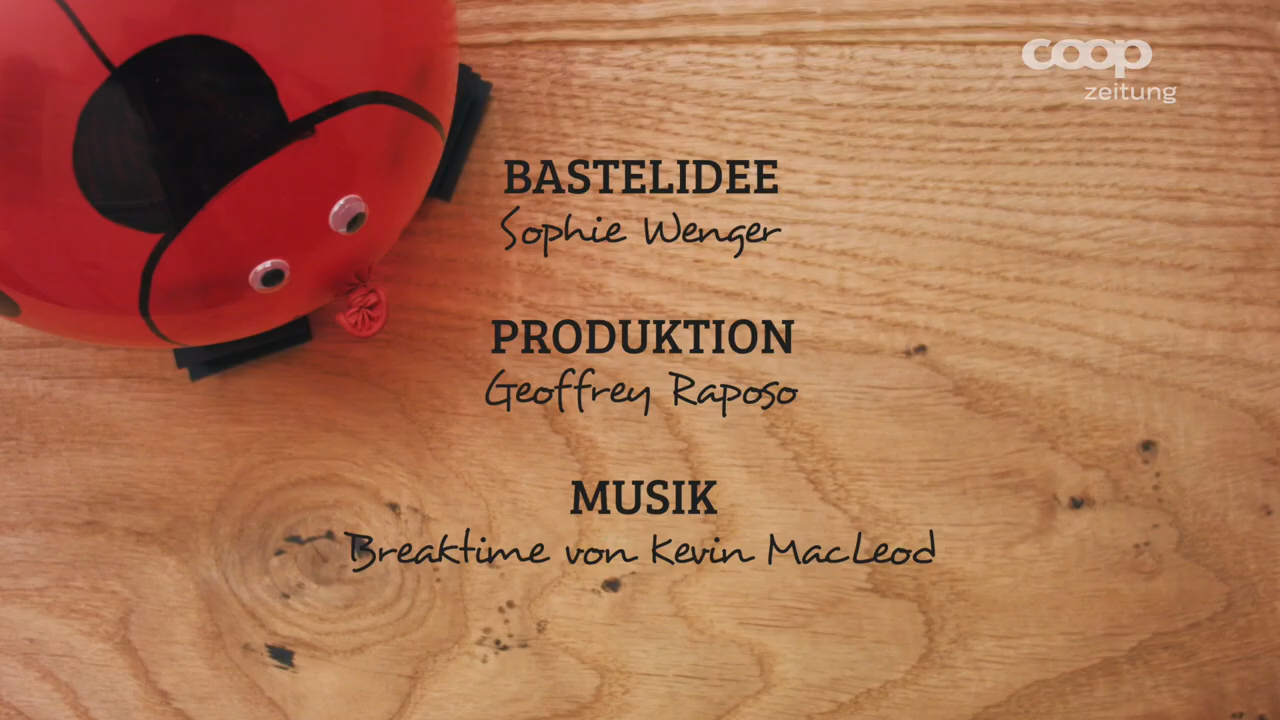 coop
zeitung
BASTELIDEE
Sophie Wenger
PRODUKTION
Geoffrey Raposo
MUSIK
Breaktime von Kevin MacLeod